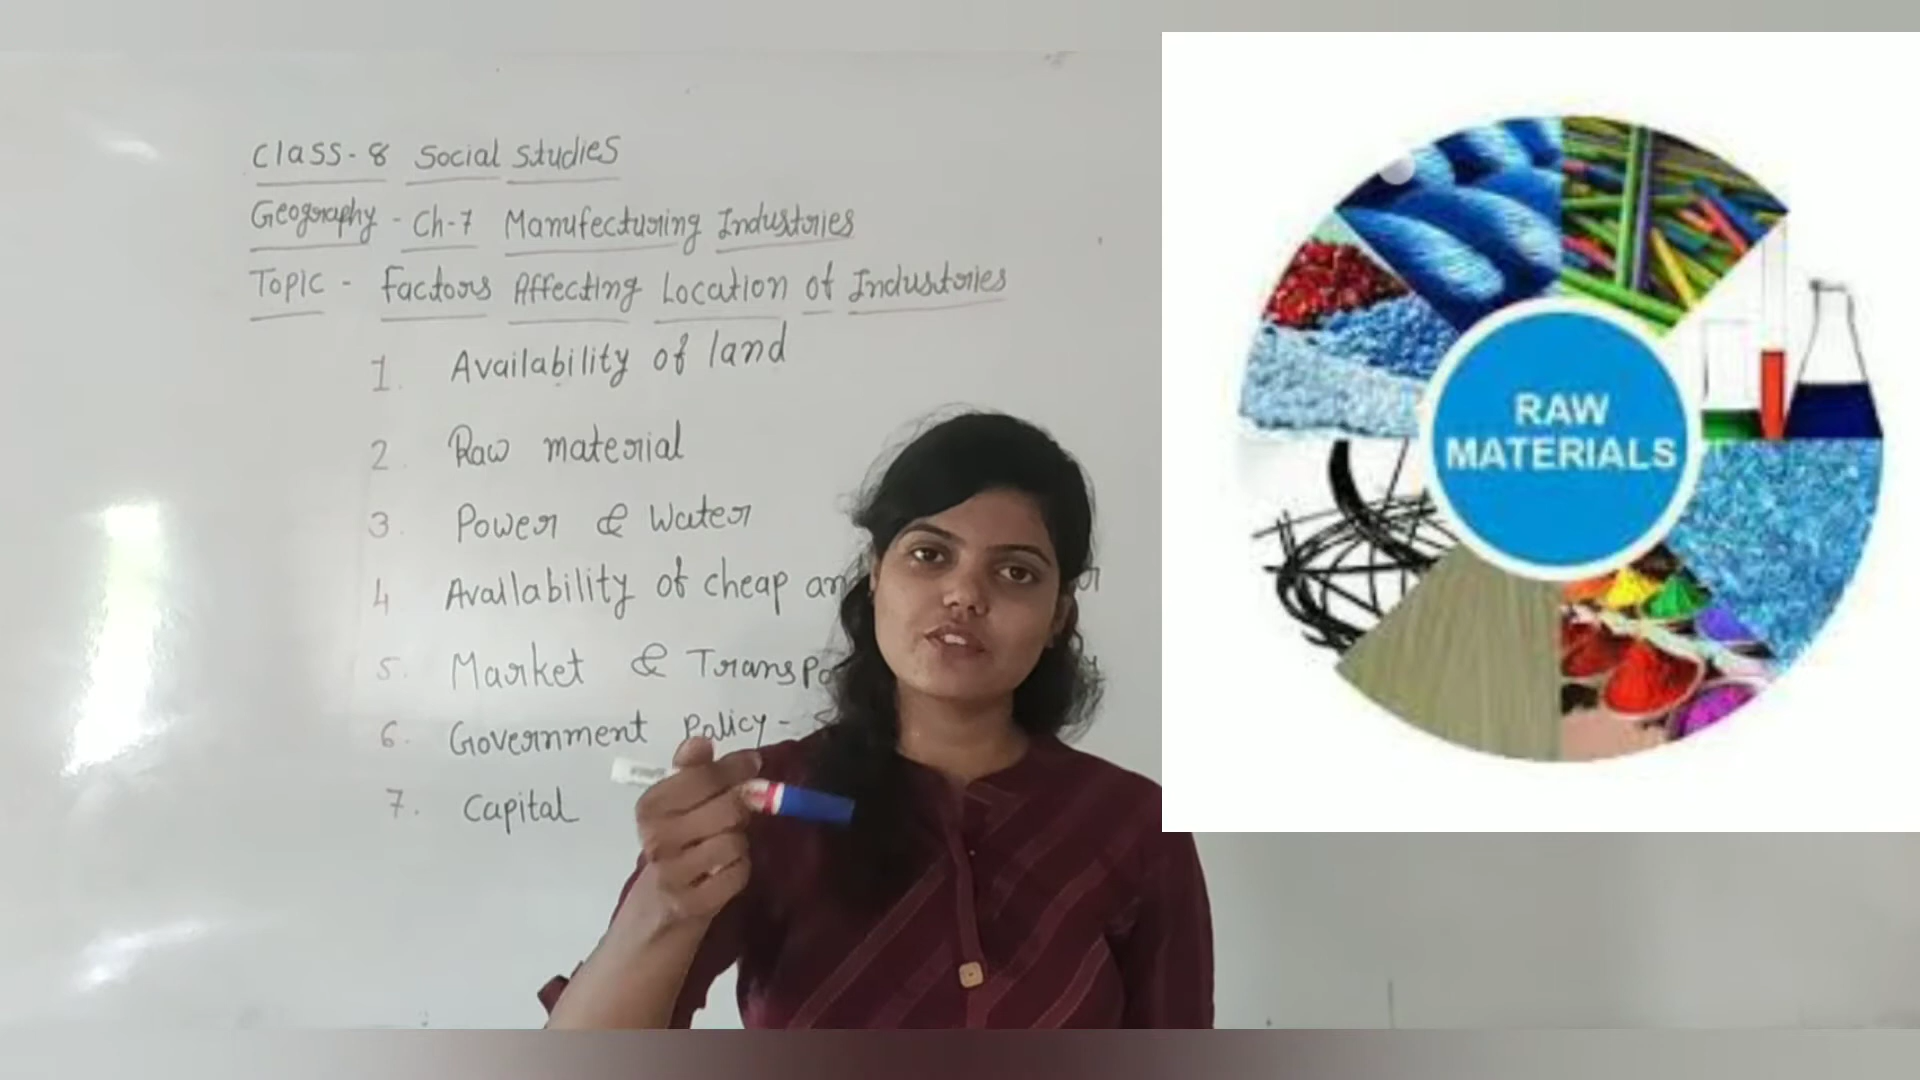 Class-8 Social Studies
Geography - Ch-7 Manufecturing Industries
Topic - Factors Affecting Location of Industries
1. Availability of land
2. Raw material
3. Power & Water
4 Availability of cheap
5. Market & Transpo
6. Government Policy -
7. Capital
RAW
MATERIALS